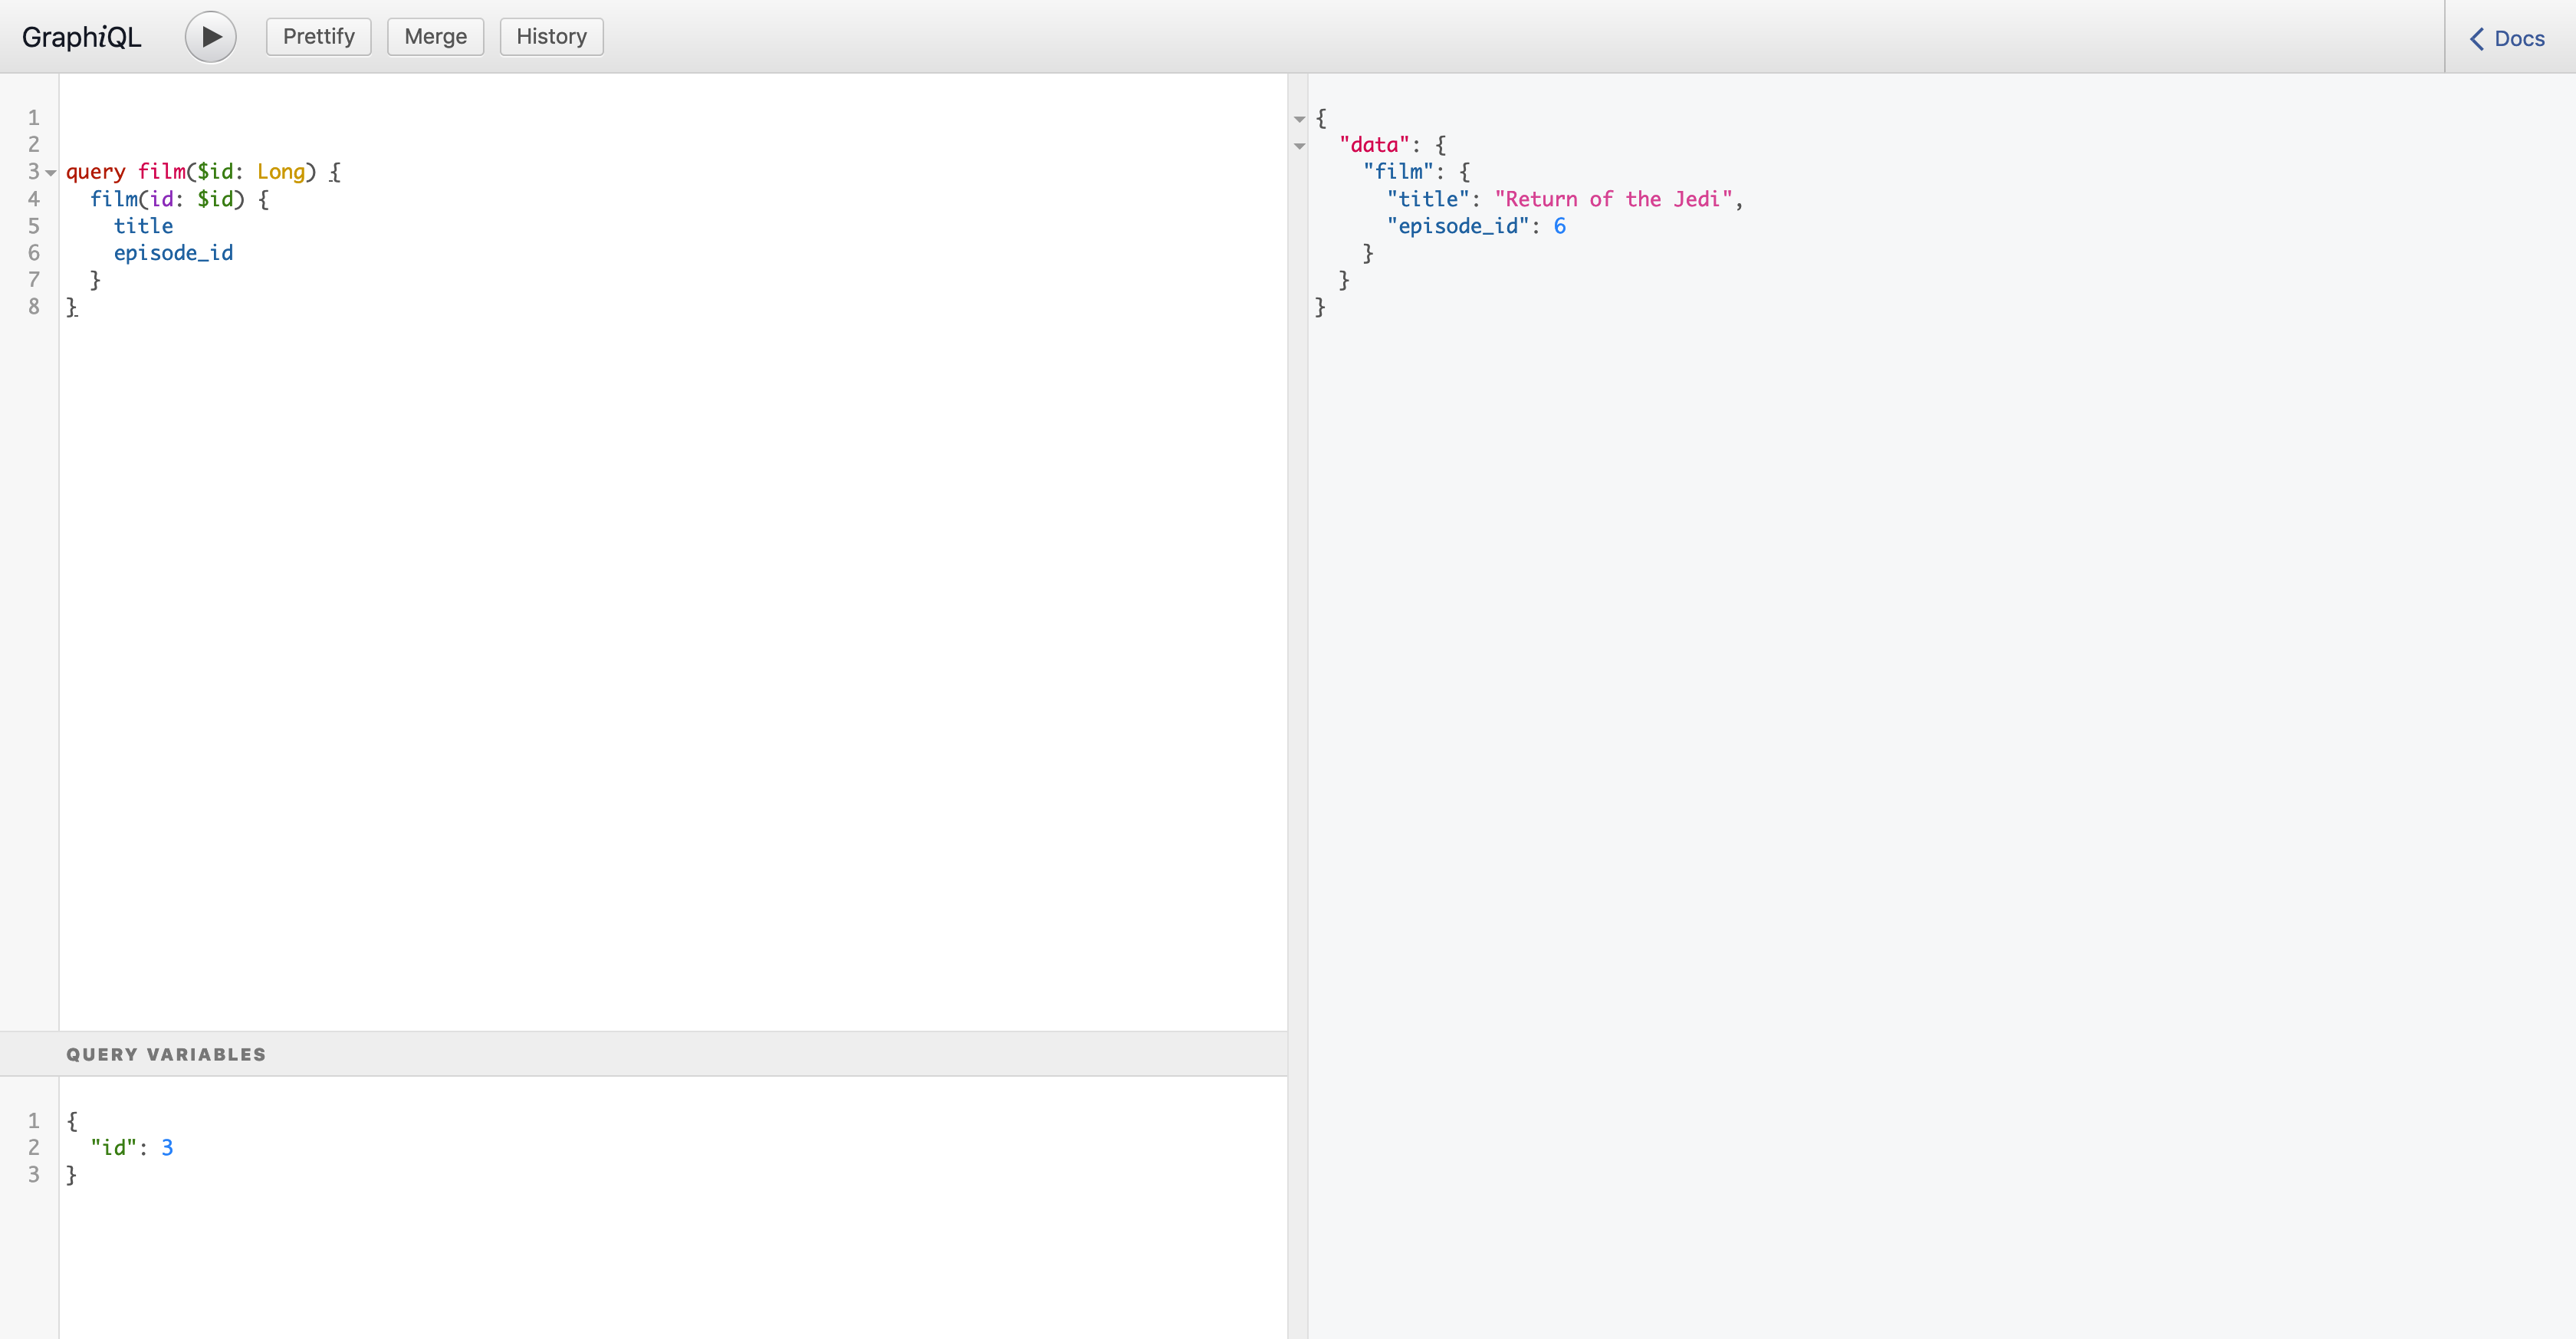 GraphiQL Prettify Merge History Docs
1
2
3 query film($id: Long) {
4   film(id: $id) {
5     title
6     episode_id
7   }
8 }
QUERY VARIABLES
1 {
2   "id": 3
3 }
{
  "data": {
    "film": {
      "title": "Return of the Jedi",
      "episode_id": 6
    }
  }
}